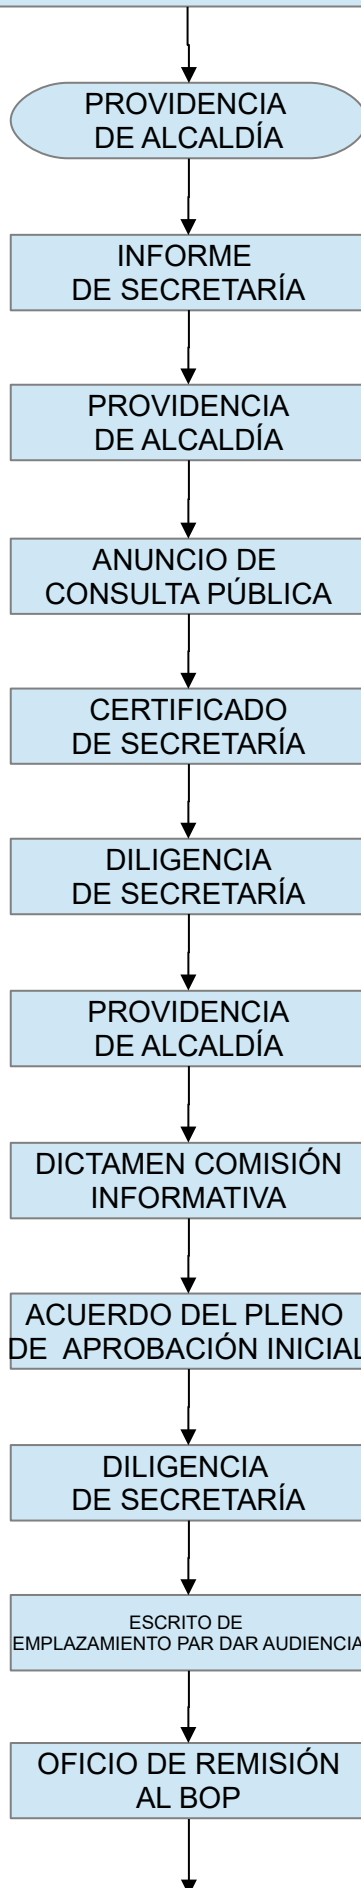 PROVIDENCIA
DE ALCALDÍA
INFORME
DE SECRETARÍA
PROVIDENCIA
DE ALCALDÍA
ANUNCIO DE
CONSULTA PÚBLICA
CERTIFICADO
DE SECRETARÍA
DILIGENCIA
DE SECRETARÍA
PROVIDENCIA
DE ALCALDÍA
DICTAMEN COMISIÓN
INFORMATIVA
ACUERDO DEL PLENO
DE APROBACIÓN INICIAL
DILIGENCIA
DE SECRETARÍA
ESCRITO DE
EMPLAZAMIENTO PAR DAR AUDIENCIA
OFICIO DE REMISIÓN
AL BOP